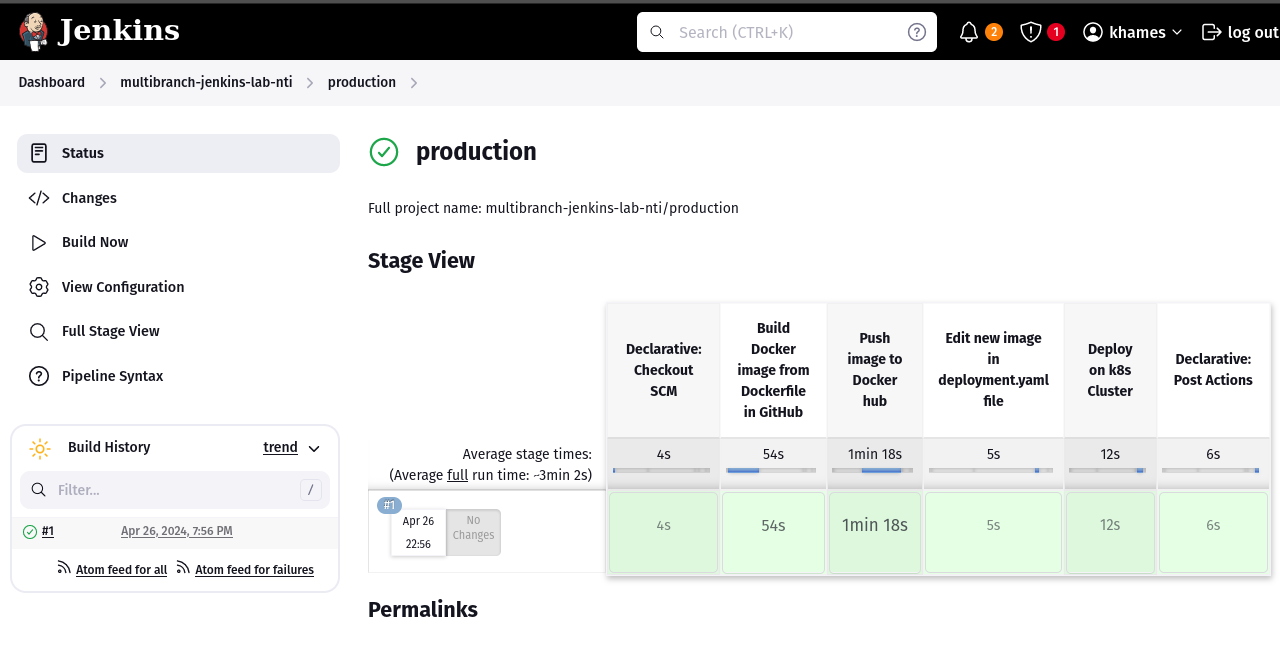 Jenkins
Search (CTRL+K)
2
1
khames
log out
Dashboard
multibranch-jenkins-lab-nti
production
Status
Changes
Build Now
View Configuration
Full Stage View
Pipeline Syntax
Build History
trend
Filter...
/
#1
Apr 26, 2024, 7:56 PM
Atom feed for all
Atom feed for failures
production
Full project name: multibranch-jenkins-lab-nti/production
Stage View
Declarative:
Checkout
SCM
Build
Docker
image from
Dockerfile
in GitHub
Push
image to
Docker
hub
Edit new image
in
deployment.yaml
file
Deploy
on k8s
Cluster
Declarative:
Post Actions
Average stage times:
(Average full run time: ~3min 2s)
4s
54s
1min 18s
5s
12s
6s
#1
Apr 26
22:56
No
Changes
4s
54s
1min 18s
5s
12s
6s
Permalinks